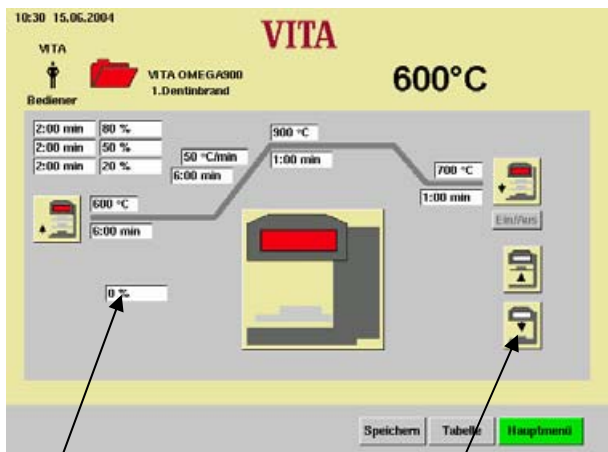 10:30 15.06.2004
VITA
VITA
Bediener
VITA OMEGA900
1.Dentinbrand
600°C
2:00 min 80 %
2:00 min 50 %
2:00 min 20 %
50 °C/min
6:00 min
900 °C
1:00 min
700 °C
1:00 min
Ein/Aus
600 °C
6:00 min
0 %
Speichern Tabelle Hauptmenü